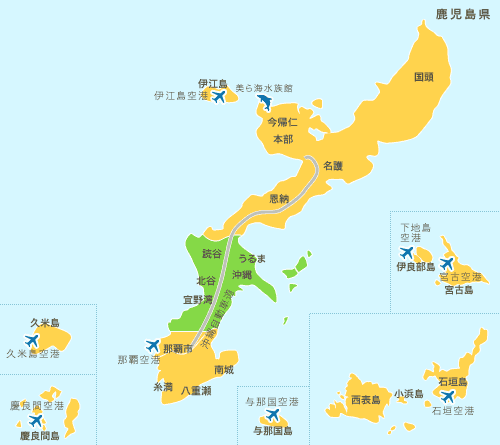 鹿児島県
国頭
伊江島
伊江島空港
美ら海水族館
今帰仁
本部
名護
恩納
読谷
うるま
北谷
沖縄
宜野湾
沖縄自動車道
那覇市
那覇空港
南城
糸満
八重瀬
下地島
空港
伊良部島
宮古空港
宮古島
久米島
久米島空港
慶良間空港
慶良間島
与那国空港
与那国島
西表島
小浜島
石垣島
石垣空港